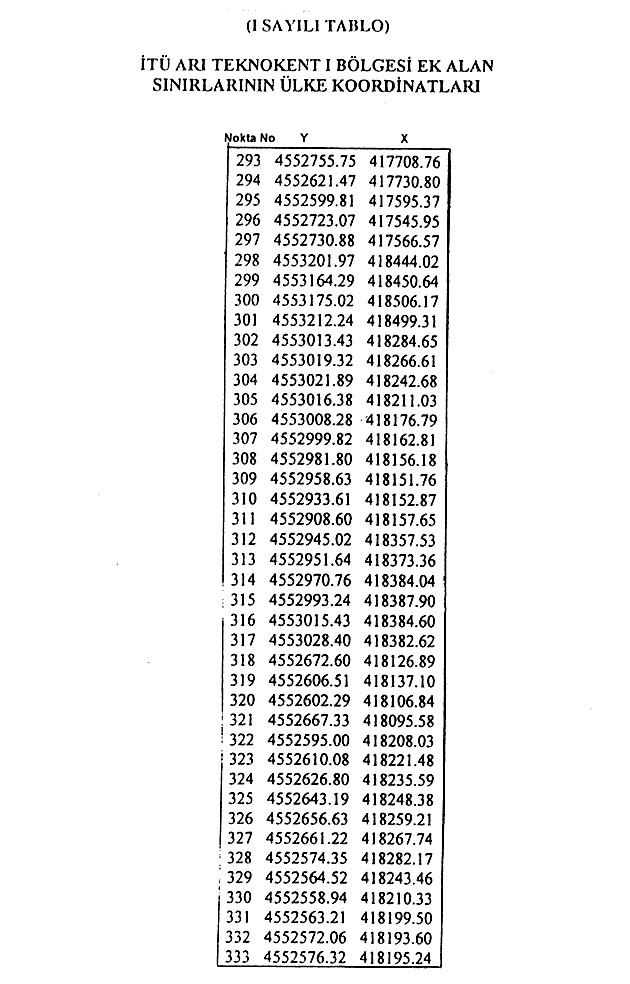 (I SAYILI TABLO)
İTÜ ARI TEKNOKENT I BÖLGESİ EK ALAN
SINIRLARININ ÜLKE KOORDİNATLARI
Nokta No Y X
293 4552755.75 417708.76
294 4552621.47 417730.80
295 4552599.81 417595.37
296 4552723.07 417545.95
297 4552730.88 417566.57
298 4553201.97 418444.02
299 4553164.29 418450.64
300 4553175.02 418506.17
301 4553212.24 418499.31
302 4553013.43 418284.65
303 4553019.32 418266.61
304 4553021.89 418242.68
305 4553016.38 418211.03
306 4553008.28 418176.79
307 4552999.82 418162.81
308 4552981.80 418156.18
309 4552958.63 418151.76
310 4552933.61 418152.87
311 4552908.60 418157.65
312 4552945.02 418357.53
313 4552951.64 418373.36
314 4552970.76 418384.04
315 4552993.24 418387.90
316 4553015.43 418384.60
317 4553028.40 418382.62
318 4552672.60 418126.89
319 4552606.51 418137.10
320 4552602.29 418106.84
321 4552667.33 418095.58
322 4552595.00 418208.03
323 4552610.08 418221.48
324 4552626.80 418235.59
325 4552643.19 418248.38
326 4552656.63 418259.21
327 4552661.22 418267.74
328 4552574.35 418282.17
329 4552564.52 418243.46
330 4552558.94 418210.33
331 4552563.21 418199.50
332 4552572.06 418193.60
333 4552576.32 418195.24